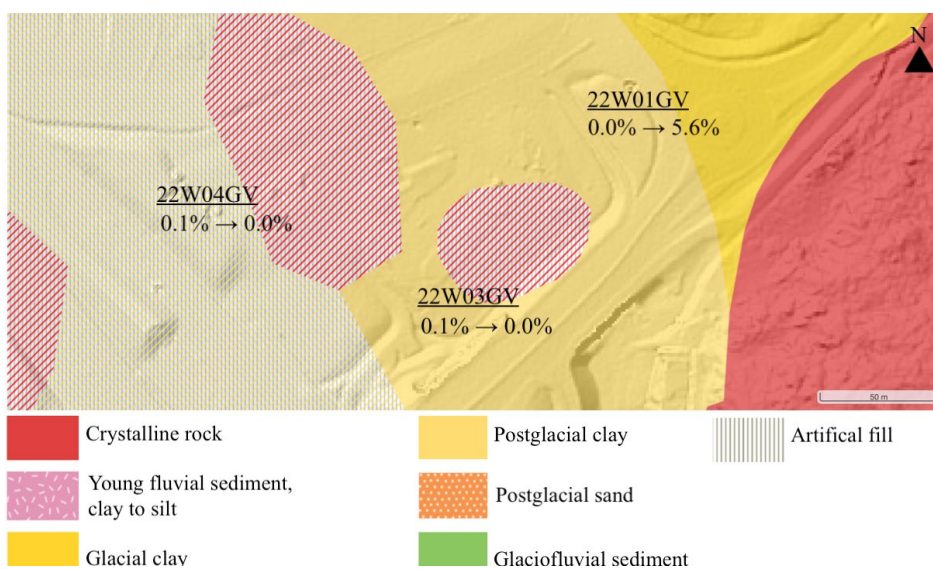 N
22W01GV
0.0% → 5.6%
22W04GV
0.1% → 0.0%
22W03GV
0.1% → 0.0%
50 m
Crystalline rock
Postglacial clay
Artifical fill
Young fluvial sediment,
clay to silt
Postglacial sand
Glacial clay
Glaciofluvial sediment